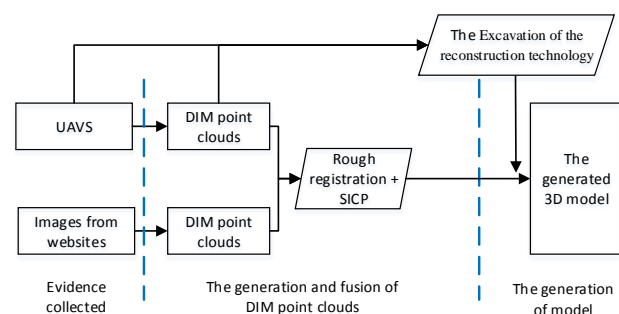 The Excavation of the
reconstruction technology
UAVS
DIM point
clouds
Rough
registration +
SICP
The
generated
3D model
Images from
websites
DIM point
clouds
Evidence
collected
The generation and fusion of
DIM point clouds
The generation
of model